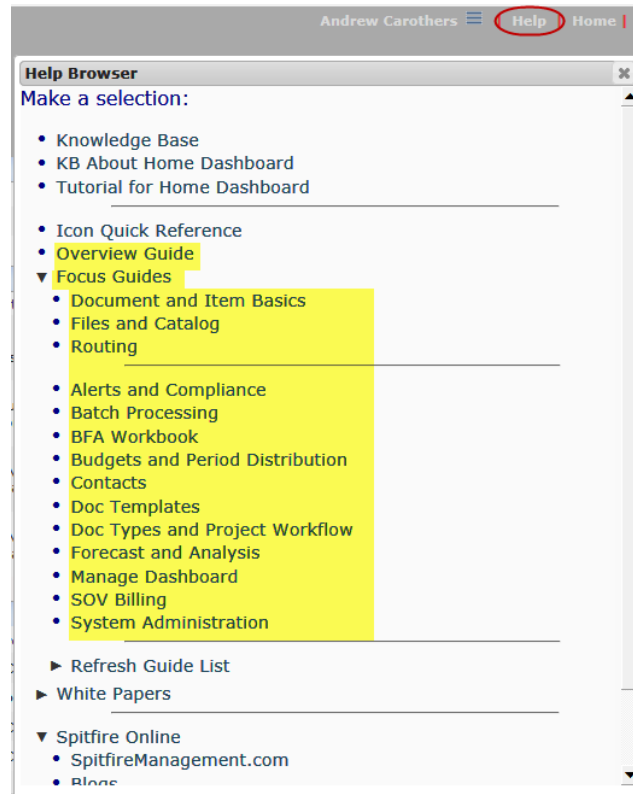 Andrew Carothers ☰ | Help | Home |
Help Browser
Make a selection:
• Knowledge Base
• KB About Home Dashboard
• Tutorial for Home Dashboard
• Icon Quick Reference
• Overview Guide
▼ Focus Guides
• Document and Item Basics
• Files and Catalog
• Routing
• Alerts and Compliance
• Batch Processing
• BFA Workbook
• Budgets and Period Distribution
• Contacts
• Doc Templates
• Doc Types and Project Workflow
• Forecast and Analysis
• Manage Dashboard
• SOV Billing
• System Administration
► Refresh Guide List
► White Papers
▼ Spitfire Online
• SpitfireManagement.com
• Blogs